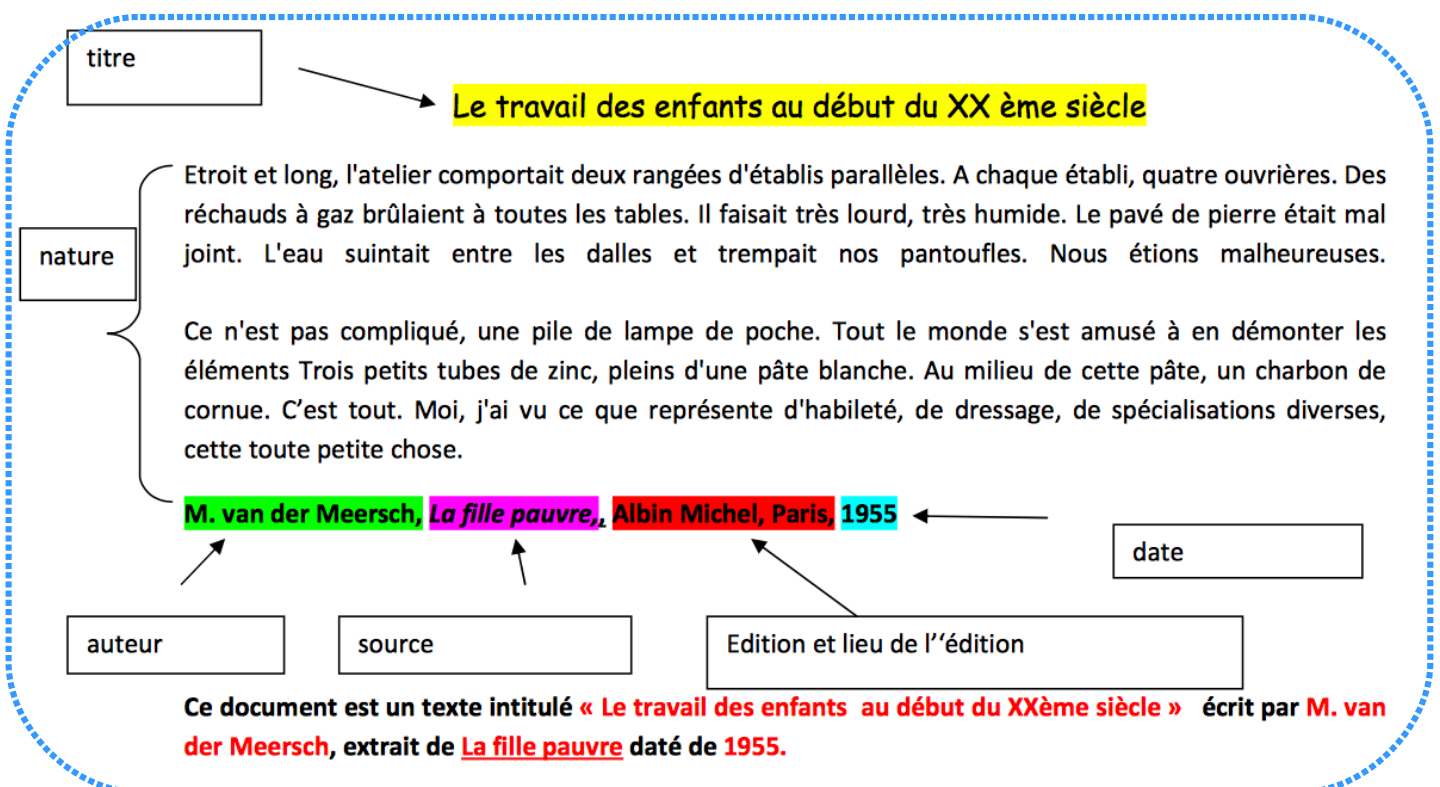 titre
Le travail des enfants au début du XX ème siècle
Etroit et long, l'atelier comportait deux rangées d'établis parallèles. A chaque établi, quatre ouvrières. Des
réchauds à gaz brûlaient à toutes les tables. Il faisait très lourd, très humide. Le pavé de pierre était mal
nature
joint. L'eau suintait entre les dalles et trempait nos pantoufles. Nous étions malheureuses.
Ce n'est pas compliqué, une pile de lampe de poche. Tout le monde s'est amusé à en démonter les
éléments Trois petits tubes de zinc, pleins d'une pâte blanche. Au milieu de cette pâte, un charbon de
cornue. C’est tout. Moi, j'ai vu ce que représente d'habileté, de dressage, de spécialisations diverses,
cette toute petite chose.
M. van der Meersch, La fille pauvre,, Albin Michel, Paris, 1955
date
auteur
source
Edition et lieu de l’‘édition
Ce document est un texte intitulé « Le travail des enfants au début du XXème siècle » écrit par M. van
der Meersch, extrait de La fille pauvre daté de 1955.